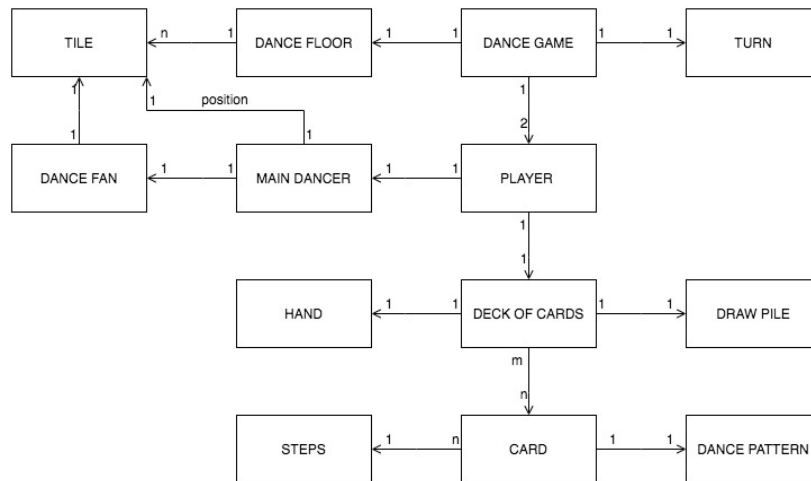 TILE
n
1
DANCE FLOOR
1
1
DANCE GAME
1
1
TURN
1
1
position
1
2
1
1
DANCE FAN
1
1
MAIN DANCER
1
1
PLAYER
1
1
HAND
1
1
DECK OF CARDS
1
1
DRAW PILE
m
n
STEPS
1
n
CARD
1
1
DANCE PATTERN